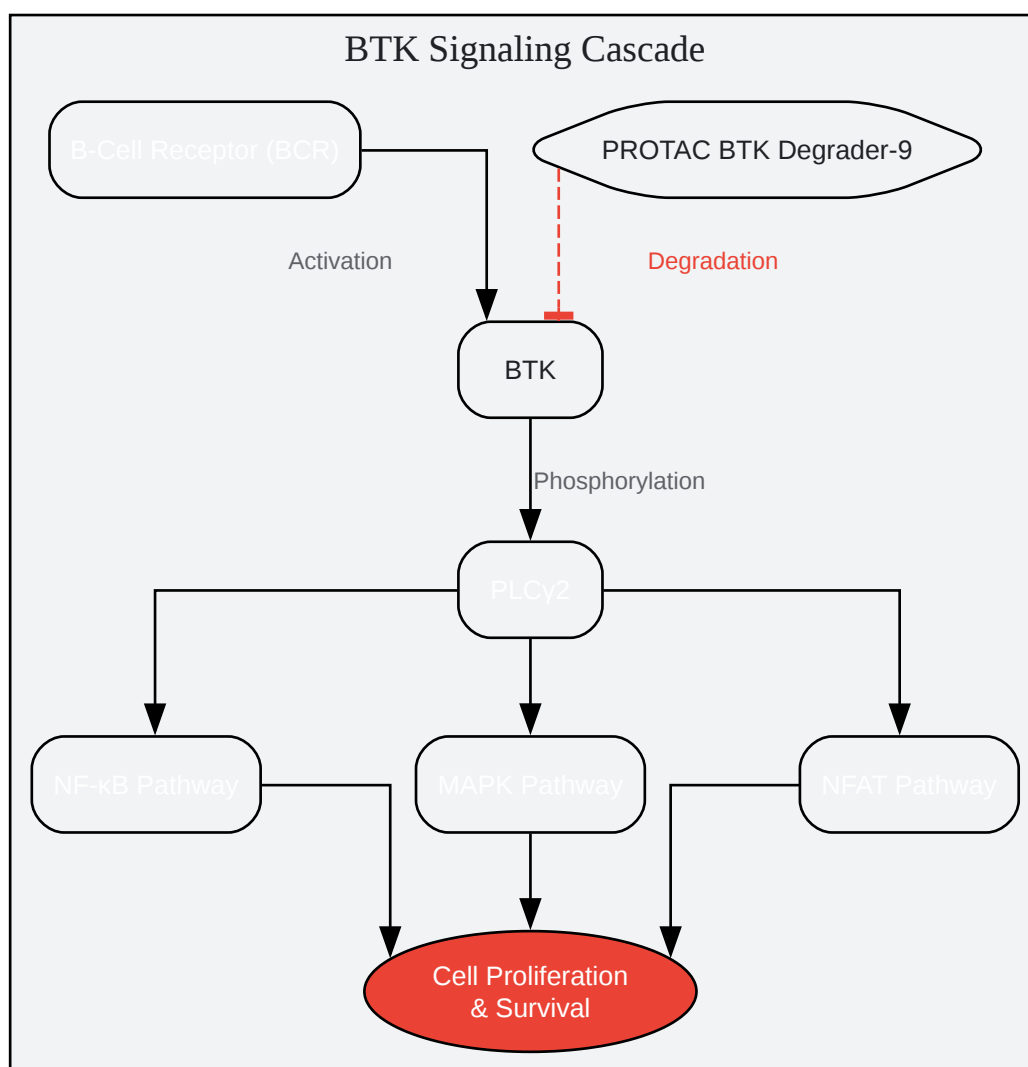 BTK Signaling Cascade
B-Cell Receptor (BCR)
PROTAC BTK Degrader-9
Activation
Degradation
BTK
Phosphorylation
PLCγ2
NF-κB Pathway
MAPK Pathway
NFAT Pathway
Cell Proliferation
& Survival